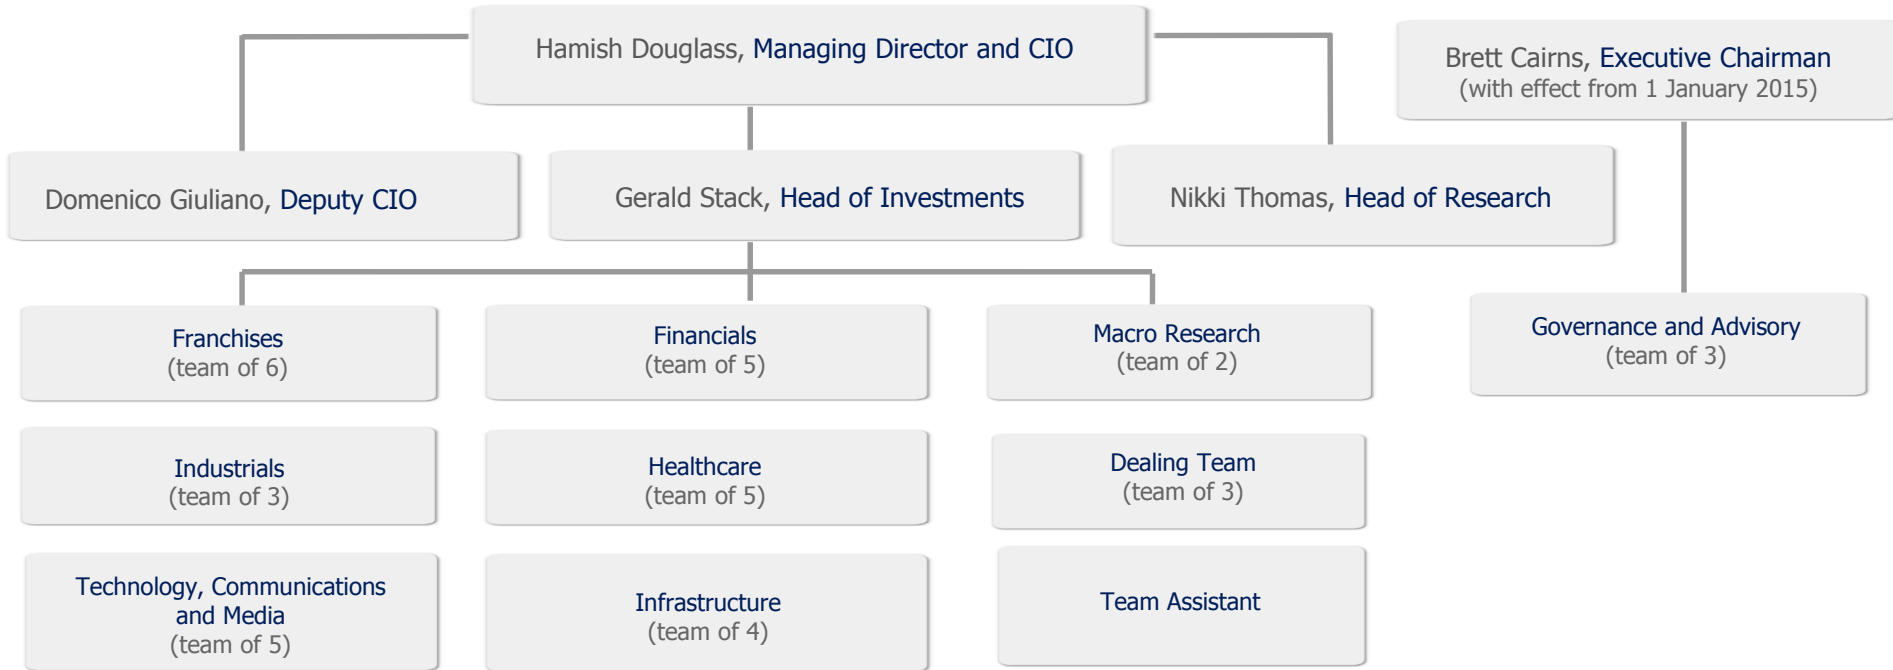 Hamish Douglass, Managing Director and CIO
Brett Cairns, Executive Chairman
(with effect from 1 January 2015)
Domenico Giuliano, Deputy CIO
Gerald Stack, Head of Investments
Nikki Thomas, Head of Research
Franchises
(team of 6)
Financials
(team of 5)
Macro Research
(team of 2)
Governance and Advisory
(team of 3)
Industrials
(team of 3)
Healthcare
(team of 5)
Dealing Team
(team of 3)
Technology, Communications
and Media
(team of 5)
Infrastructure
(team of 4)
Team Assistant